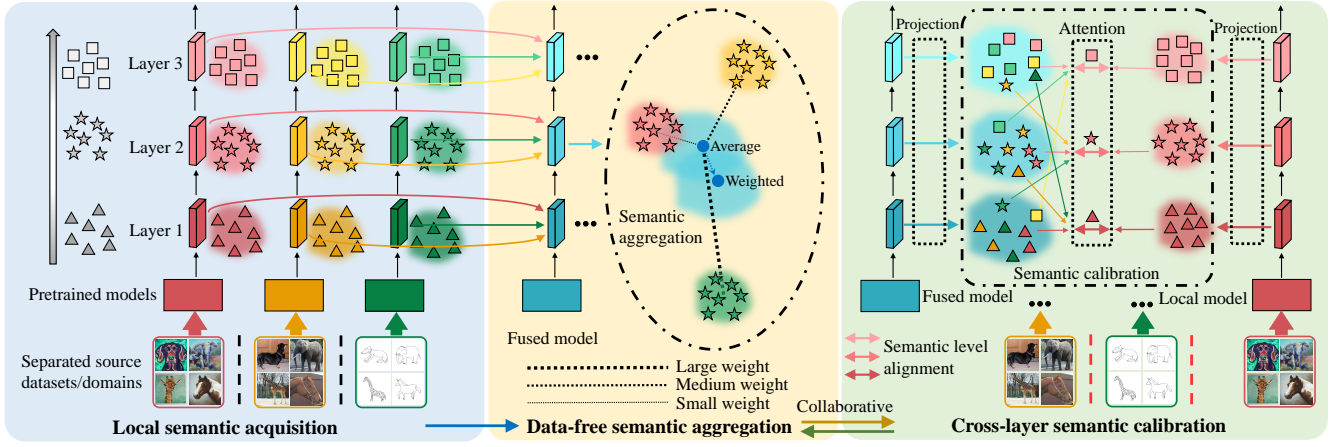 Layer 3
Layer 2
Layer 1
Pretrained models
Separated source
datasets/domains
Local semantic acquisition
Average
Weighted
Semantic
aggregation
Fused model
Large weight
Medium weight
Small weight
Data-free semantic aggregation
Collaborative
Projection
Attention
Projection
Semantic calibration
Fused model
Local model
Semantic level
alignment
Cross-layer semantic calibration